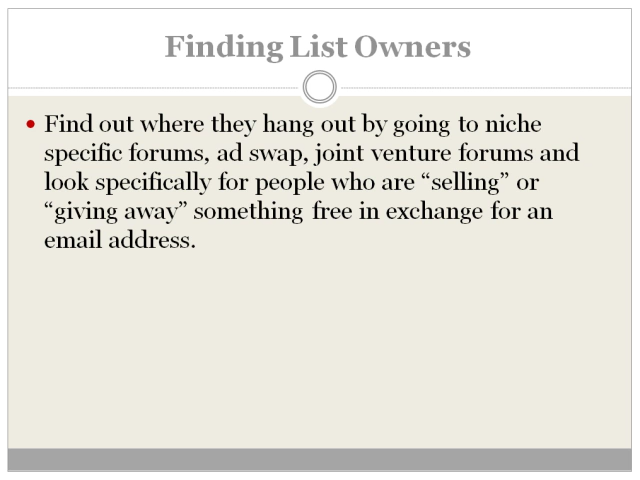 Finding List Owners
• Find out where they hang out by going to niche
specific forums, ad swap, joint venture forums and
look specifically for people who are “selling” or
“giving away” something free in exchange for an
email address.